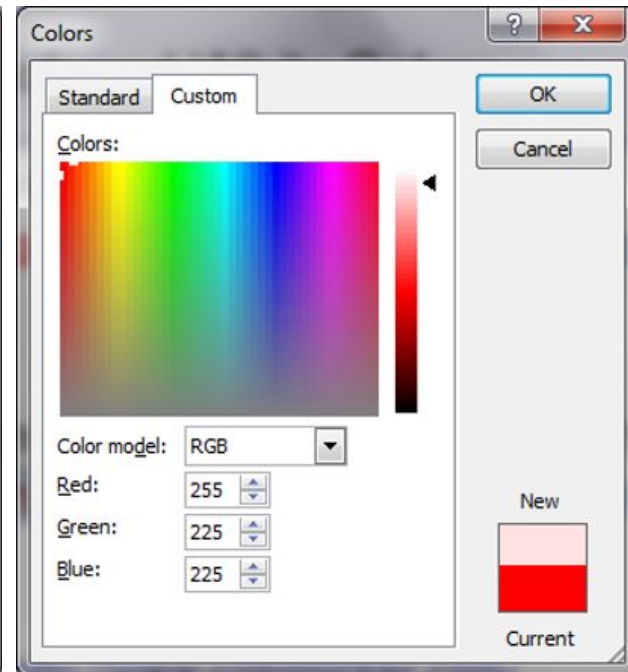 Colors
?
X
Standard
Custom
OK
Colors:
Cancel
Color model:
RGB
Red:
255
Green:
225
Blue:
225
New
Current